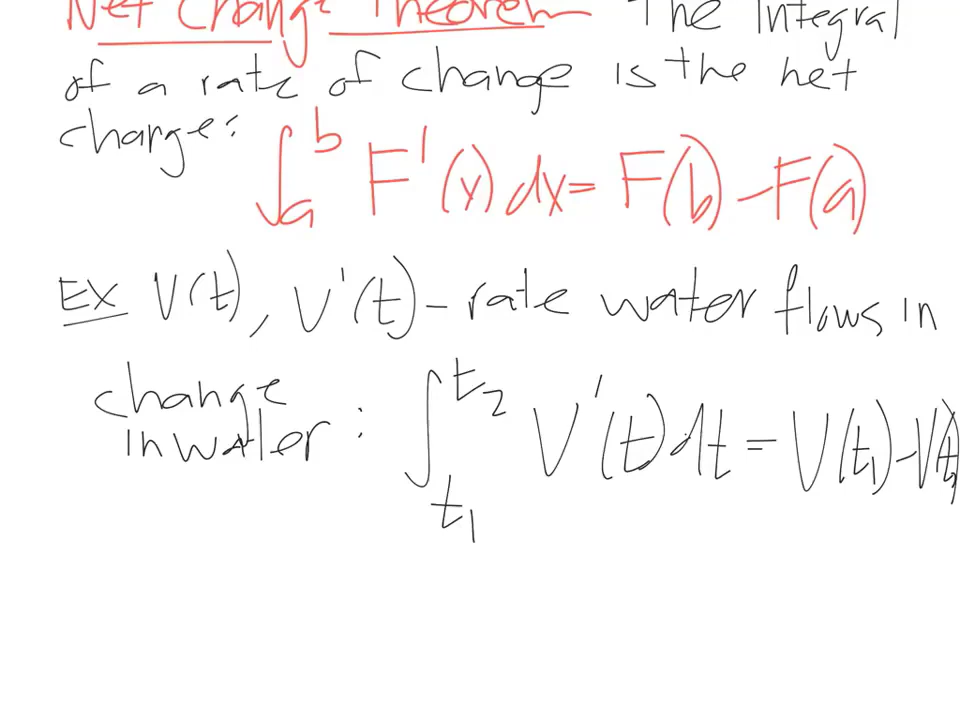 Net Change Theorem The Integral
of a rate of change is the net
change:
∫_a^b F'(x) dx = F(b) - F(a)
EX V(t), V'(t) - rate water flows in
change
in water : ∫_{t_1}^{t_2} V'(t) dt = V(t_1) - V(t